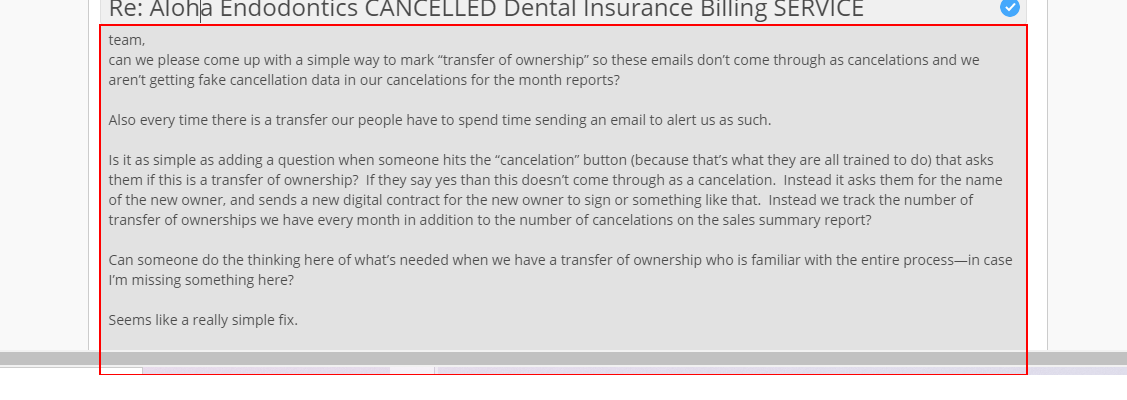 Re: Aloha Endodontics CANCELLED Dental Insurance Billing SERVICE
team,
can we please come up with a simple way to mark “transfer of ownership” so these emails don’t come through as cancelations and we
aren’t getting fake cancellation data in our cancelations for the month reports?
Also every time there is a transfer our people have to spend time sending an email to alert us as such.
Is it as simple as adding a question when someone hits the “cancelation” button (because that’s what they are all trained to do) that asks
them if this is a transfer of ownership?  If they say yes than this doesn’t come through as a cancelation.  Instead it asks them for the name
of the new owner, and sends a new digital contract for the new owner to sign or something like that.  Instead we track the number of
transfer of ownerships we have every month in addition to the number of cancelations on the sales summary report?
Can someone do the thinking here of what’s needed when we have a transfer of ownership who is familiar with the entire process—in case
I’m missing something here?
Seems like a really simple fix.